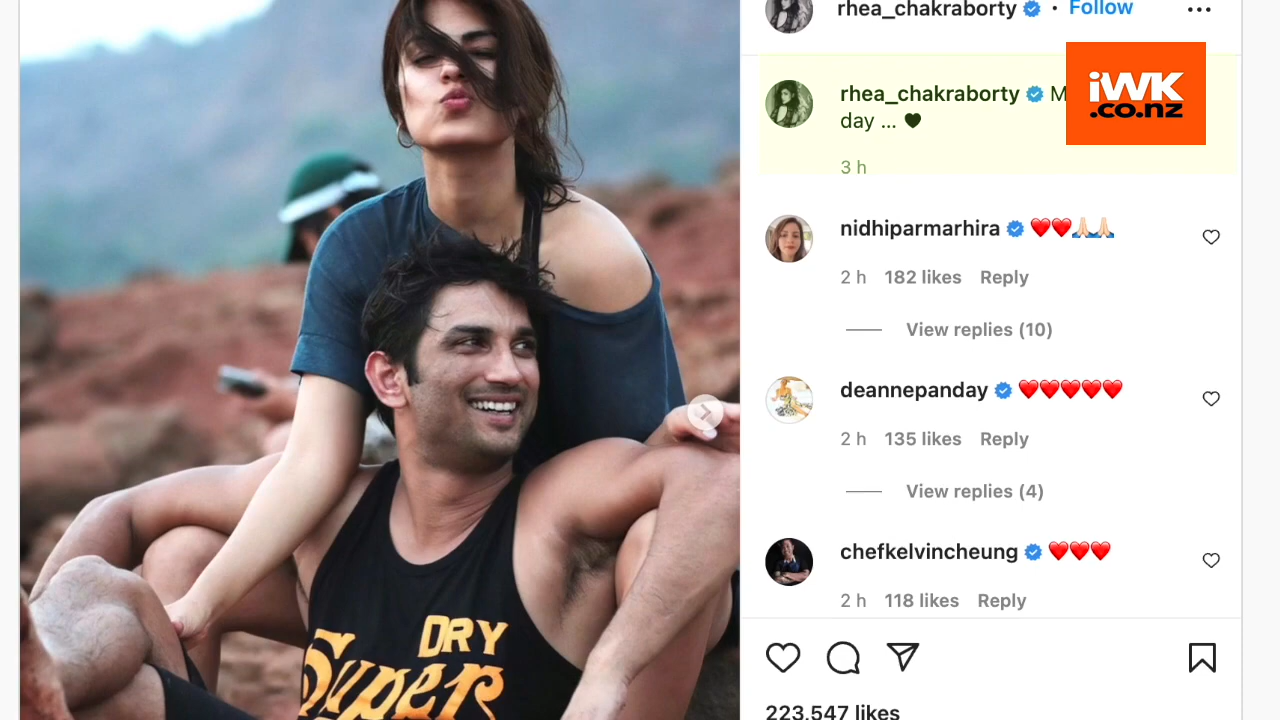 rhea_chakraborty • Follow
iWK
.co.nz
rhea_chakraborty
day ... 🖤
3 h
nidhiparmarhira ❤️❤️🙏🏻🙏🏻
2 h 182 likes Reply
View replies (10)
deannepanday ❤️❤️❤️❤️❤️
2 h 135 likes Reply
View replies (4)
chefkelvincheung ❤️❤️❤️
2 h 118 likes Reply
223,547 likes
DRY
Super